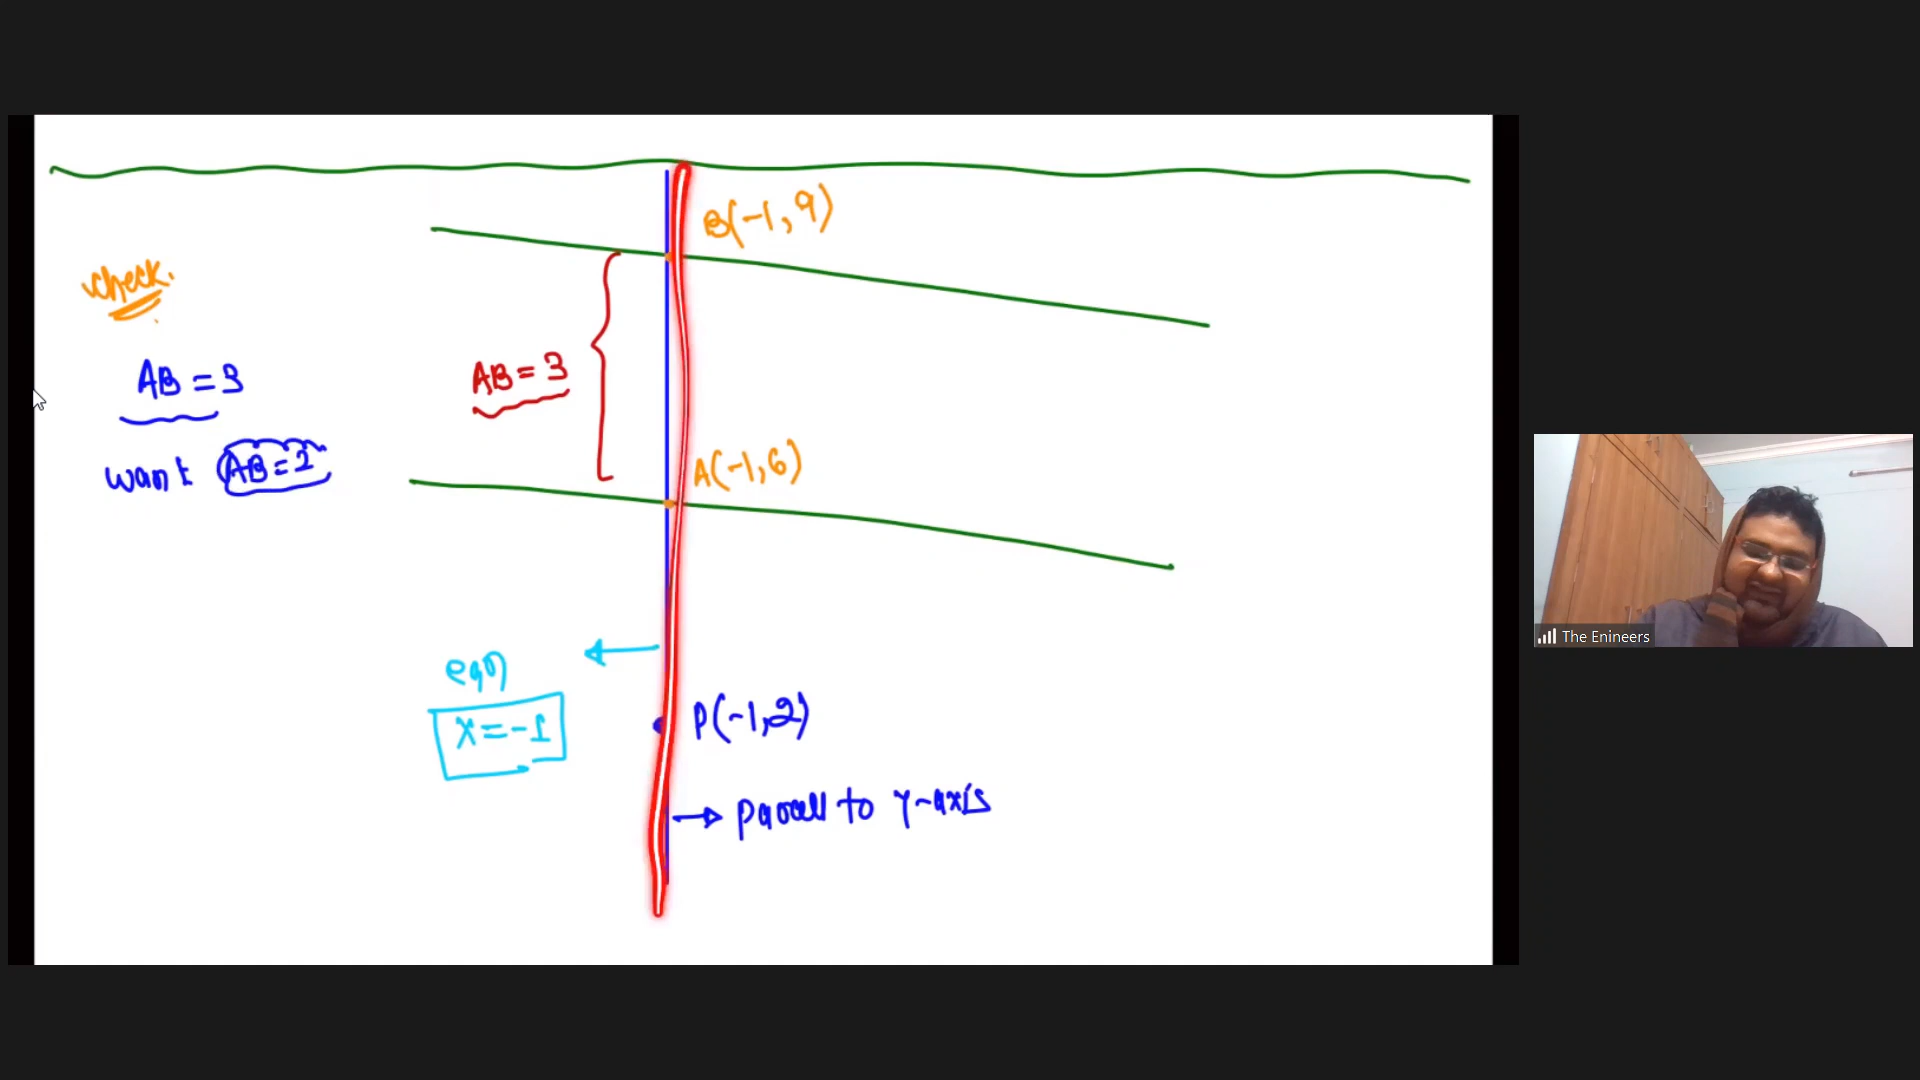 B(-1, 9)
check.
AB = 3
AB = 3
want AB = 2
A(-1, 6)
eqn
x = -1
P(-1, 2)
→ parall to Y-axis
The Enineers